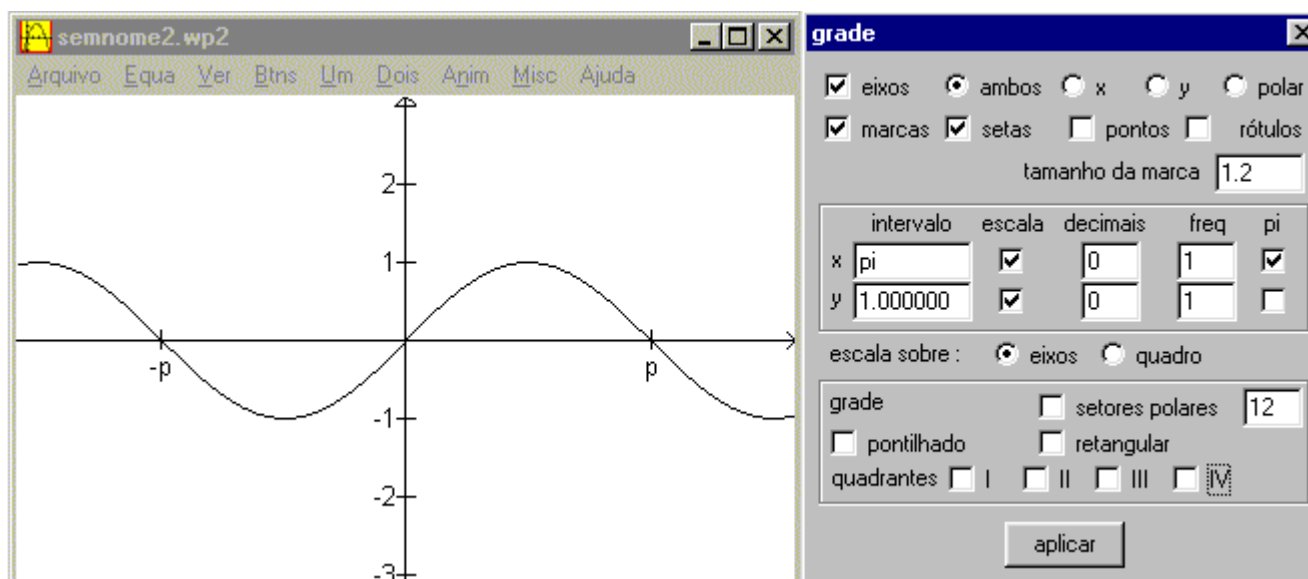 semnome2.wp2
Arquivo Equa Ver Btns Um Dois Anim Misc Ajuda
2
1
-p p
-1
-2
-3
grade
eixos ambos x y polar
marcas setas pontos rótulos
tamanho da marca 1.2
intervalo escala decimais freq pi
x pi 0 1
y 1.000000 0 1
escala sobre : eixos quadro
grade setores polares 12
pontilhado retangular
quadrantes I II III IV
aplicar